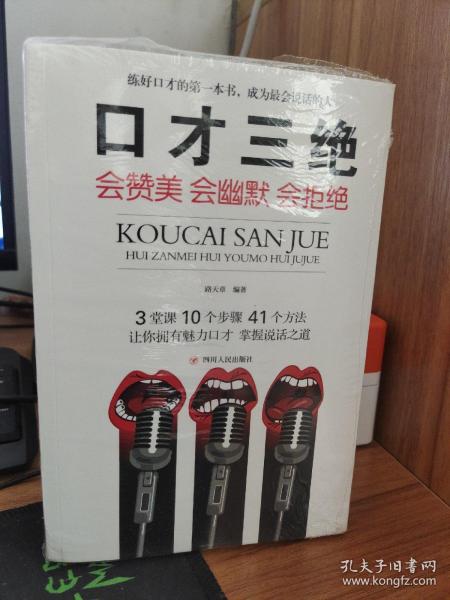 练好口才的第一本书，成为最会说话的人
口才三绝
会赞美 会幽默 会拒绝
KOUCAI SAN JUE
HUI ZANMEI HUI YOUMO HUI JUJUE
路天章 编著
3堂课 10个步骤 41个方法
让你拥有魅力口才 掌握说话之道
四川人民出版社
孔夫子旧书网
www.kongfz.com